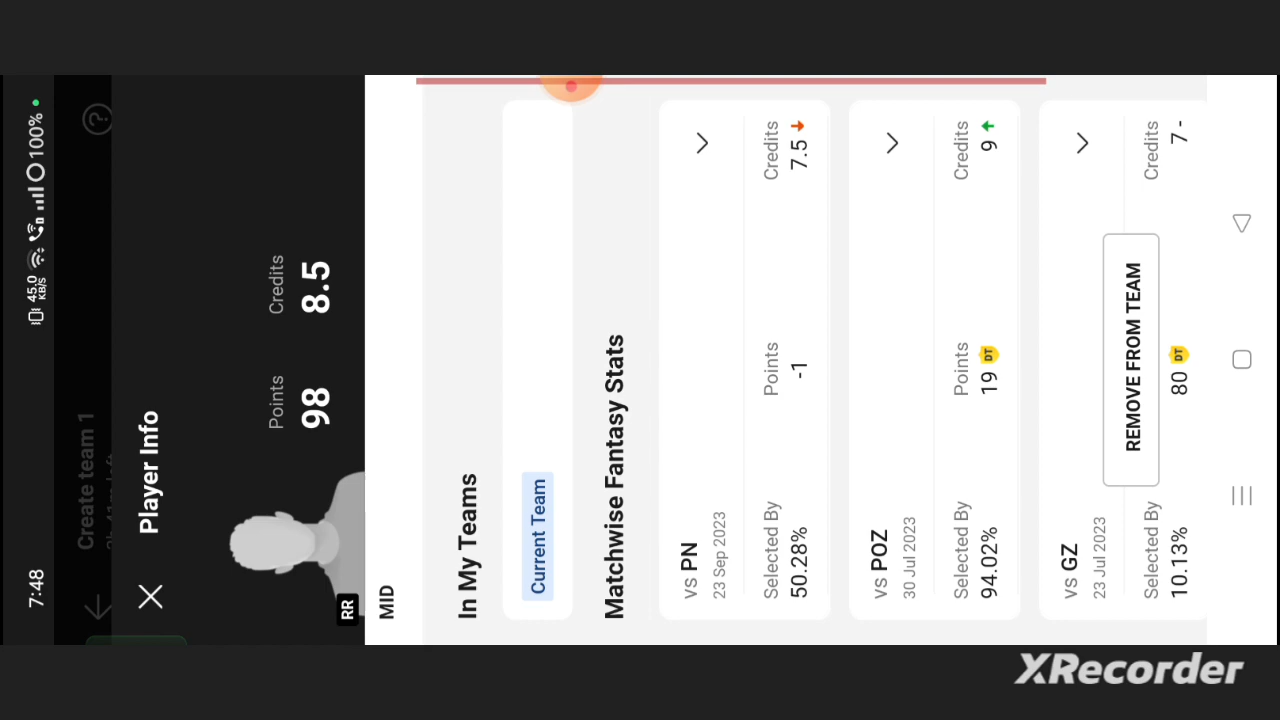 7:48
45.0 KB/S
100%
Create team 1
?
Player Info
Points
Credits
98
8.5
RR
MID
In My Teams
Current Team
Matchwise Fantasy Stats
vs PN
23 Sep 2023
Selected By
Points
Credits
50.28%
-1
7.5
vs POZ
30 Jul 2023
Selected By
Points
Credits
94.02%
19 DT
9
vs GZ
23 Jul 2023
REMOVE FROM TEAM
Selected By
Credits
10.13%
80 DT
7 -
XRecorder